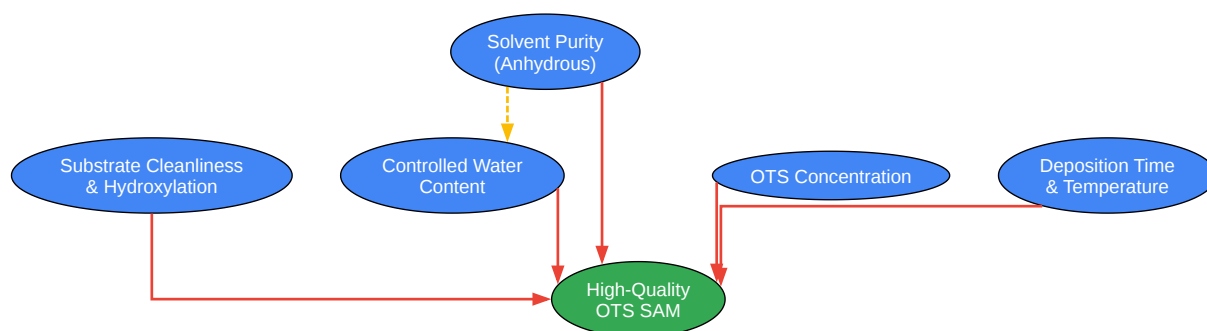 Solvent Purity
(Anhydrous)
Substrate Cleanliness
& Hydroxylation
Controlled Water
Content
OTS Concentration
Deposition Time
& Temperature
High-Quality
OTS SAM